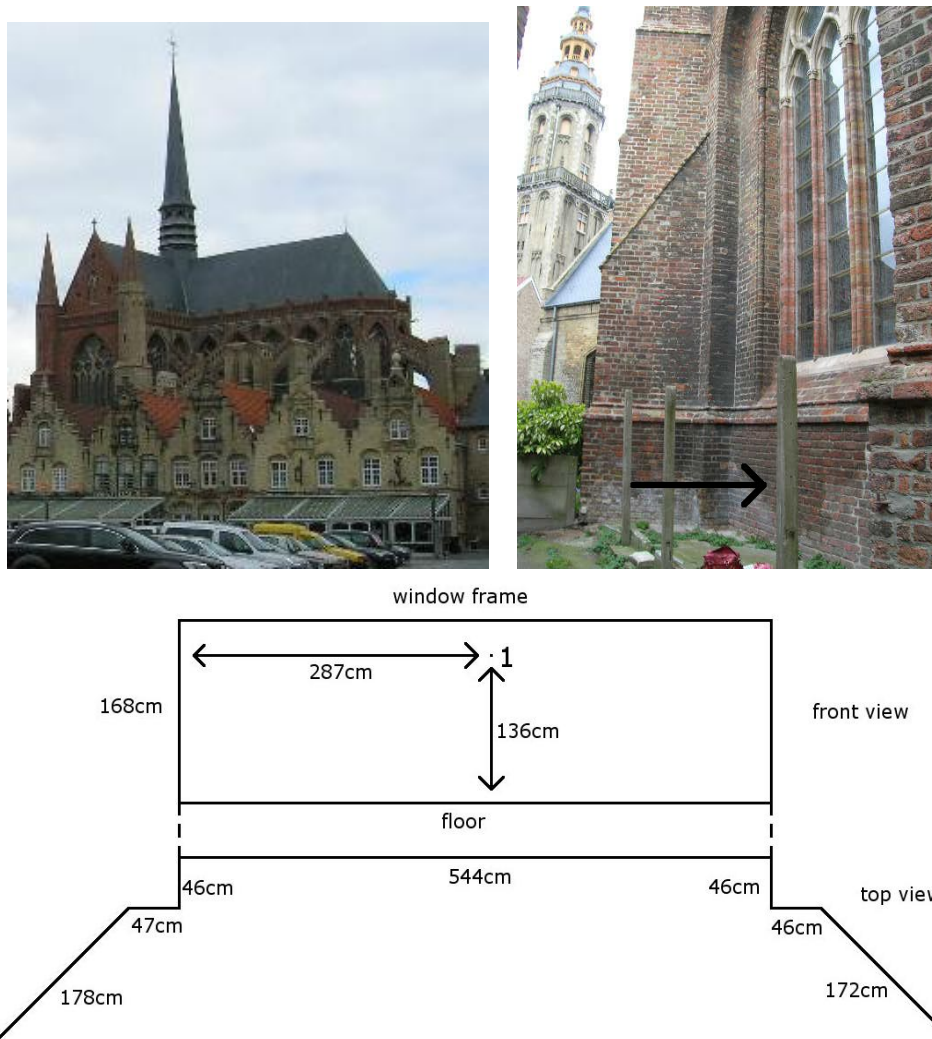 window frame
1
287cm
168cm
136cm
front view
floor
544cm
46cm
46cm
top view
47cm
46cm
178cm
172cm